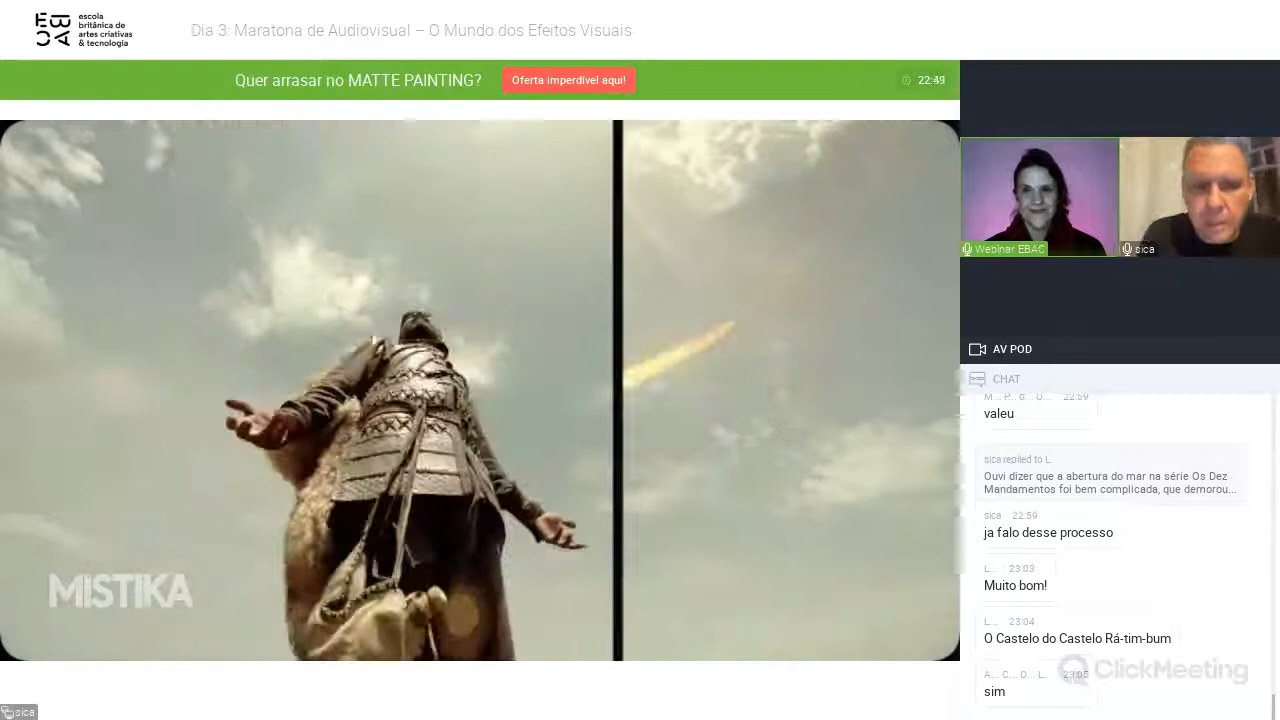 escola
britânica de
artes criativas
& tecnologia
Dia 3: Maratona de Audiovisual – O Mundo dos Efeitos Visuais
Quer arrasar no MATTE PAINTING?
Oferta imperdível aqui!
MISTIKA
Webinar EBAC
sica
AV POD
CHAT
M... P... d... O... 22:59
valeu
sica replied to L.
Ouvi dizer que a abertura do mar na série Os Dez
Mandamentos foi bem complicada, que demorou...
sica 22:59
ja falo desse processo
L... 23:03
Muito bom!
L... 23:04
O Castelo do Castelo Rá-tim-bum
A... C... O... L. 23:05
sim
ClickMeeting
sica